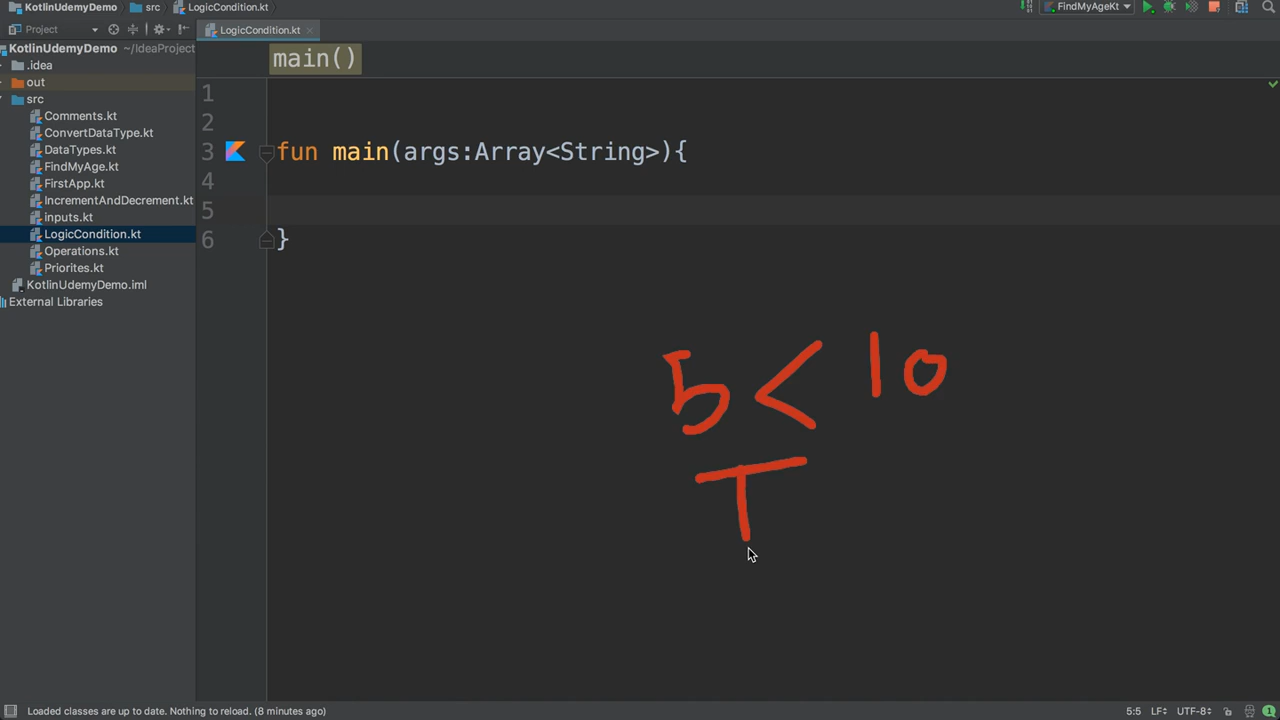 KotlinUdemyDemo src LogicCondition.kt FindMyAgeKt
Project LogicCondition.kt
KotlinUdemyDemo ~/IdeaProject
.idea
out
src
Comments.kt
ConvertDataType.kt
DataTypes.kt
FindMyAge.kt
FirstApp.kt
IncrementAndDecrement.kt
inputs.kt
LogicCondition.kt
Operations.kt
Priorites.kt
KotlinUdemyDemo.iml
External Libraries
main()
1
2
3 fun main(args:Array<String>){
4
5
6 }
5 < 10
T
Loaded classes are up to date. Nothing to reload. (8 minutes ago) 5:5 LF÷ UTF-8÷ 1